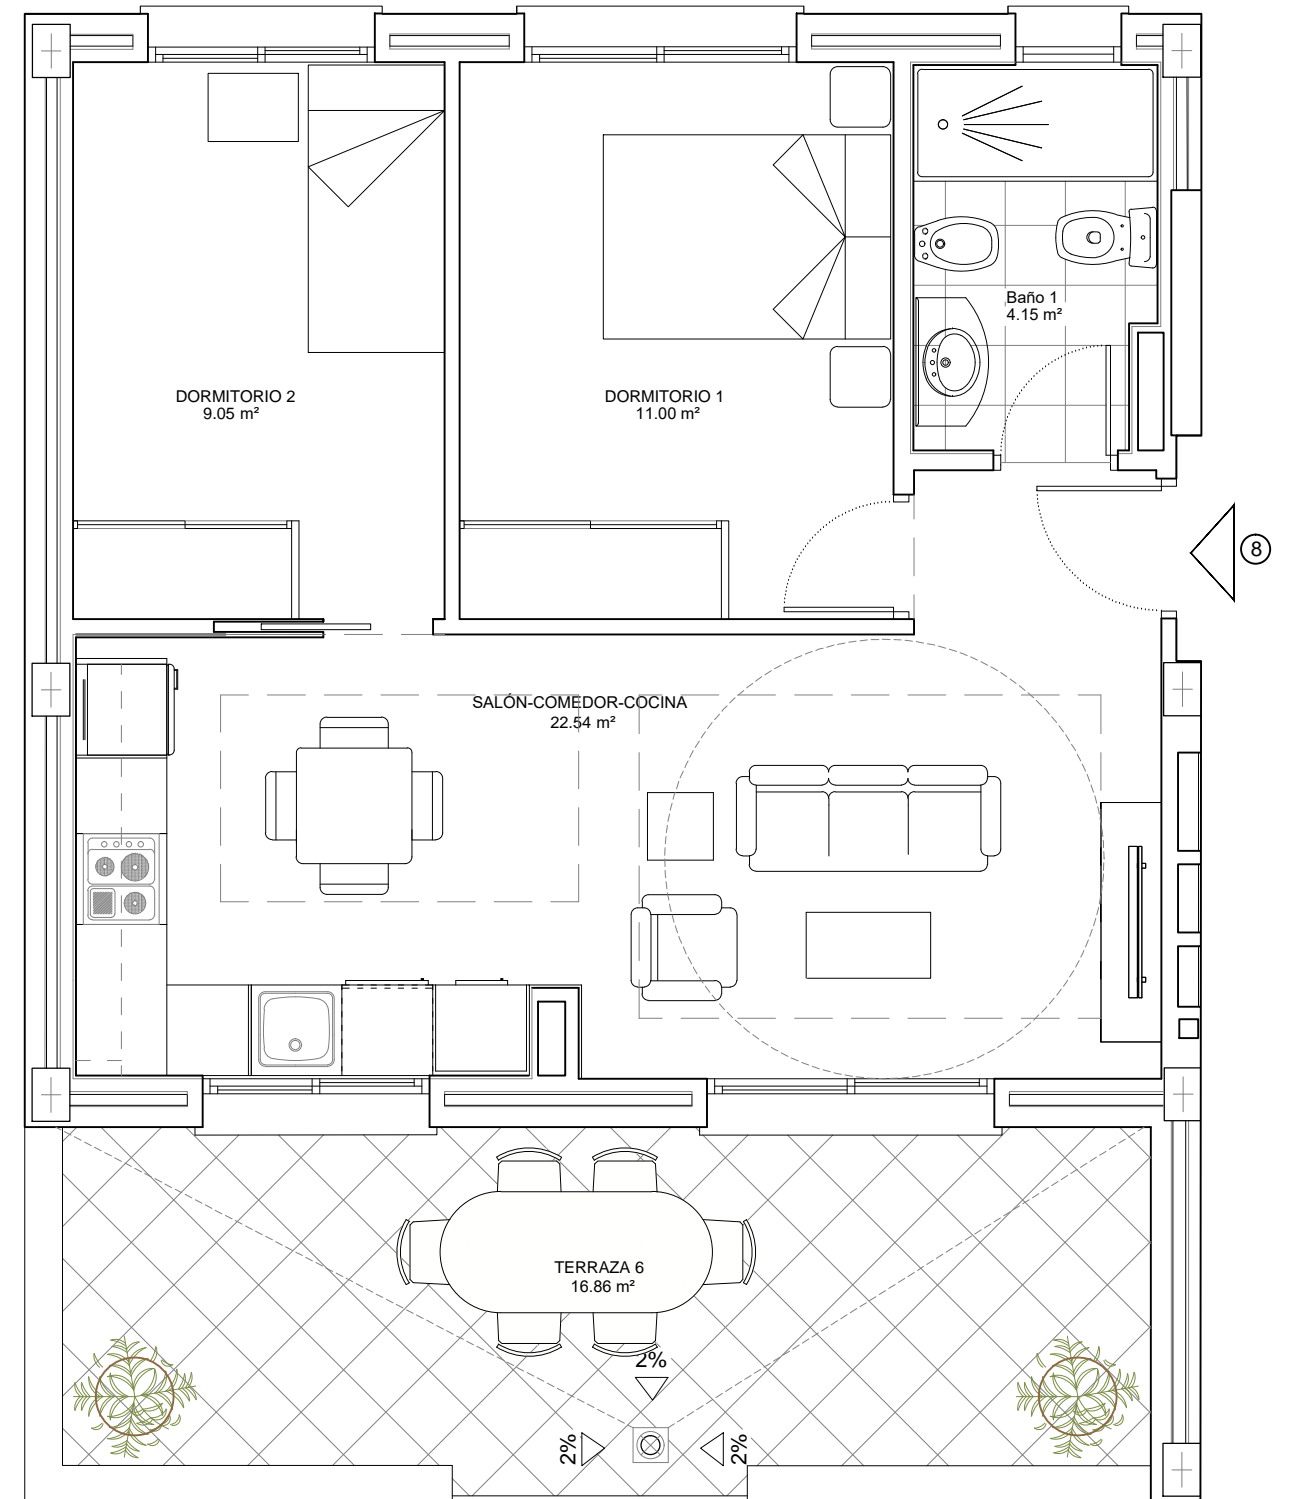 Baño 1
4.15 m²
DORMITORIO 2
9.05 m²
DORMITORIO 1
11.00 m²
8
SALÓN-COMEDOR-COCINA
22.54 m²
TERRAZA 6
16.86 m²
2%
2%
2%